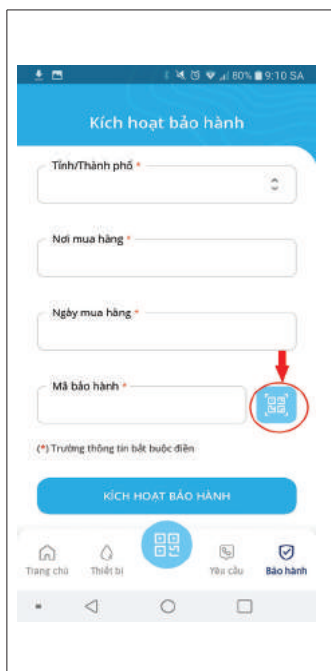 80% 9:10 SA
Kích hoạt bảo hành
Tỉnh/Thành phố *
Nơi mua hàng *
Ngày mua hàng *
Mã bảo hành *
(*) Trường thông tin bắt buộc điền
KÍCH HOẠT BẢO HÀNH
Trang chủ Thiết bị Yêu cầu Bảo hành